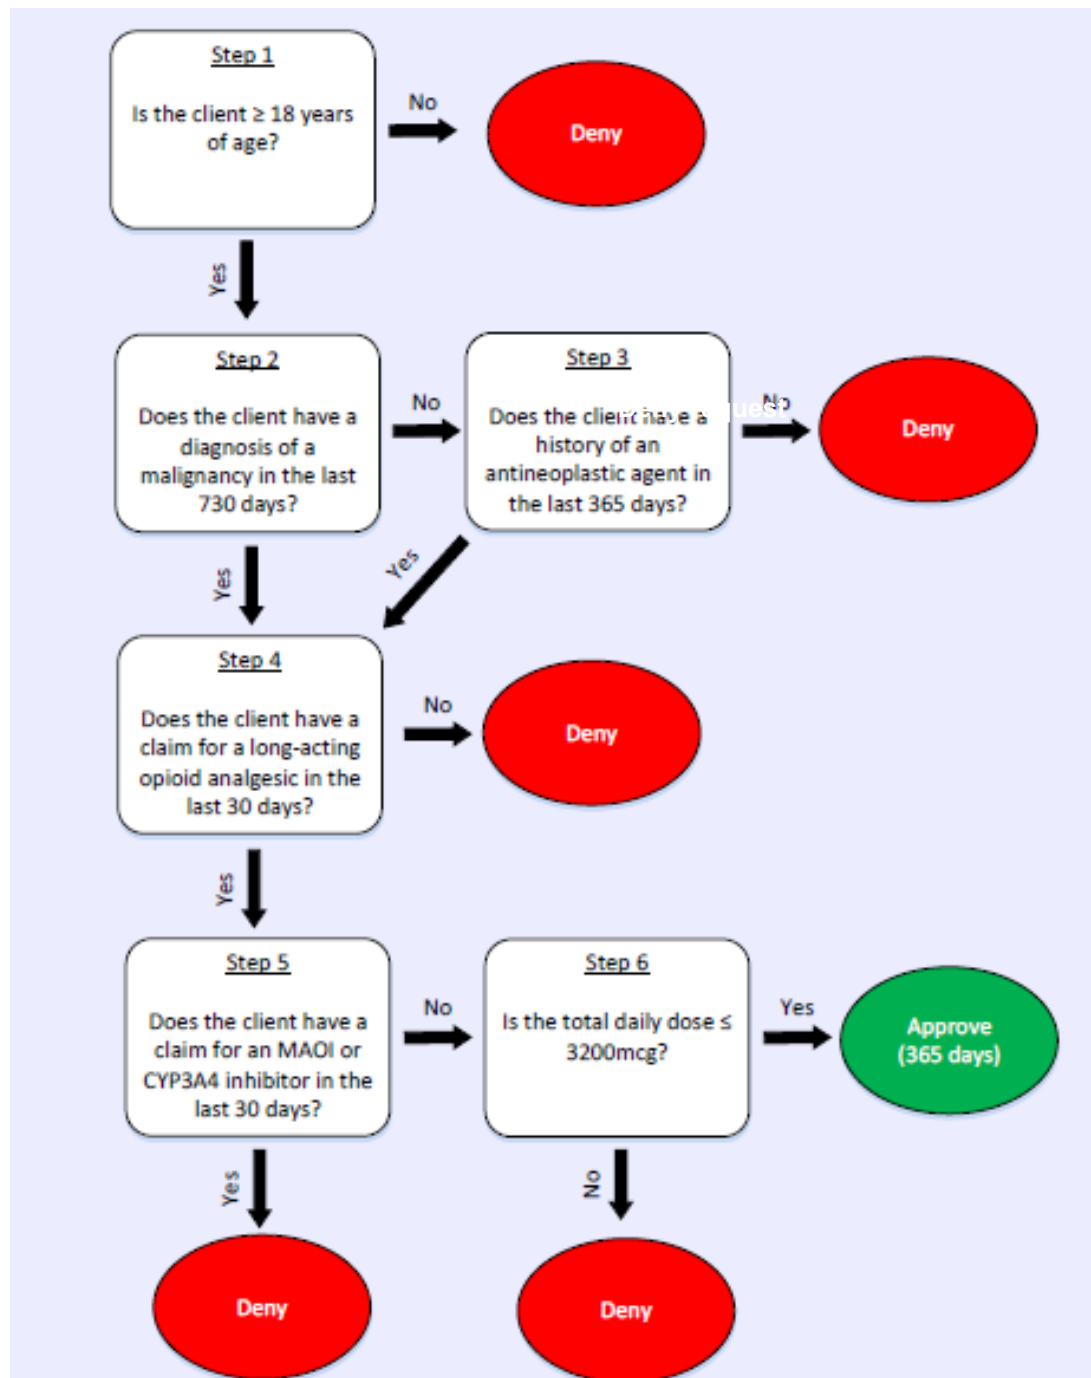 Step 1
Is the client ≥ 18 years
of age?
No
Deny
Yes
Step 2
Does the client have a
diagnosis of a
malignancy in the last
730 days?
No
Step 3
Does the client have a
history of an
antineoplastic agent in
the last 365 days?
No
Deny
Yes
Yes
Step 4
Does the client have a
claim for a long-acting
opioid analgesic in the
last 30 days?
No
Deny
Yes
Step 5
Does the client have a
claim for an MAOI or
CYP3A4 inhibitor in the
last 30 days?
No
Step 6
Is the total daily dose ≤
3200mcg?
Yes
Approve
(365 days)
Yes
No
Deny
Deny